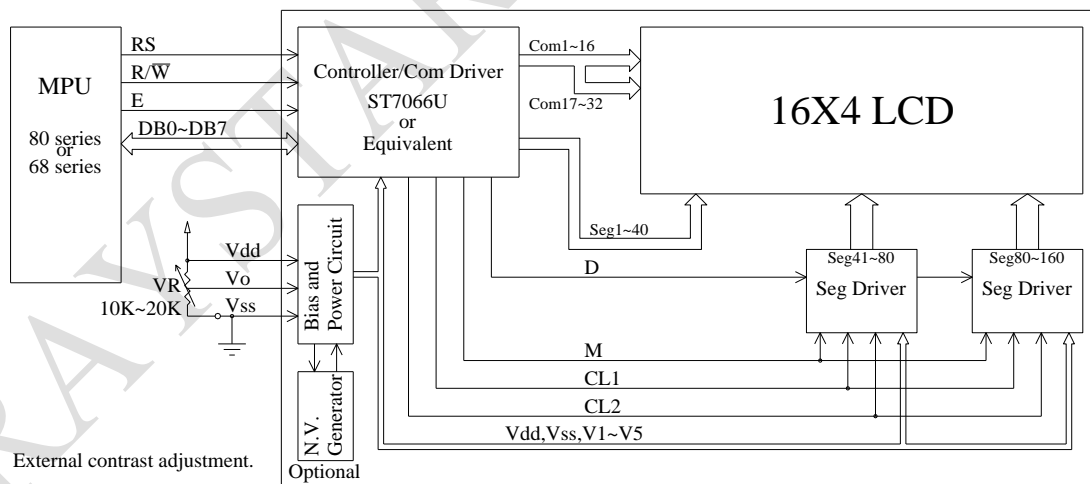 MPU
80 series
or
68 series
RS
R/W̅
E
DB0~DB7
Controller/Com Driver
ST7066U
or
Equivalent
Com1~16
Com17~32
16X4 LCD
Seg1~40
Vdd
Vo
Vss
VR
10K~20K
Bias and
Power Circuit
D
Seg41~80
Seg Driver
Seg80~160
Seg Driver
M
CL1
CL2
Vdd,Vss,V1~V5
N.V.
Generator
Optional
External contrast adjustment.
RAYSTAR